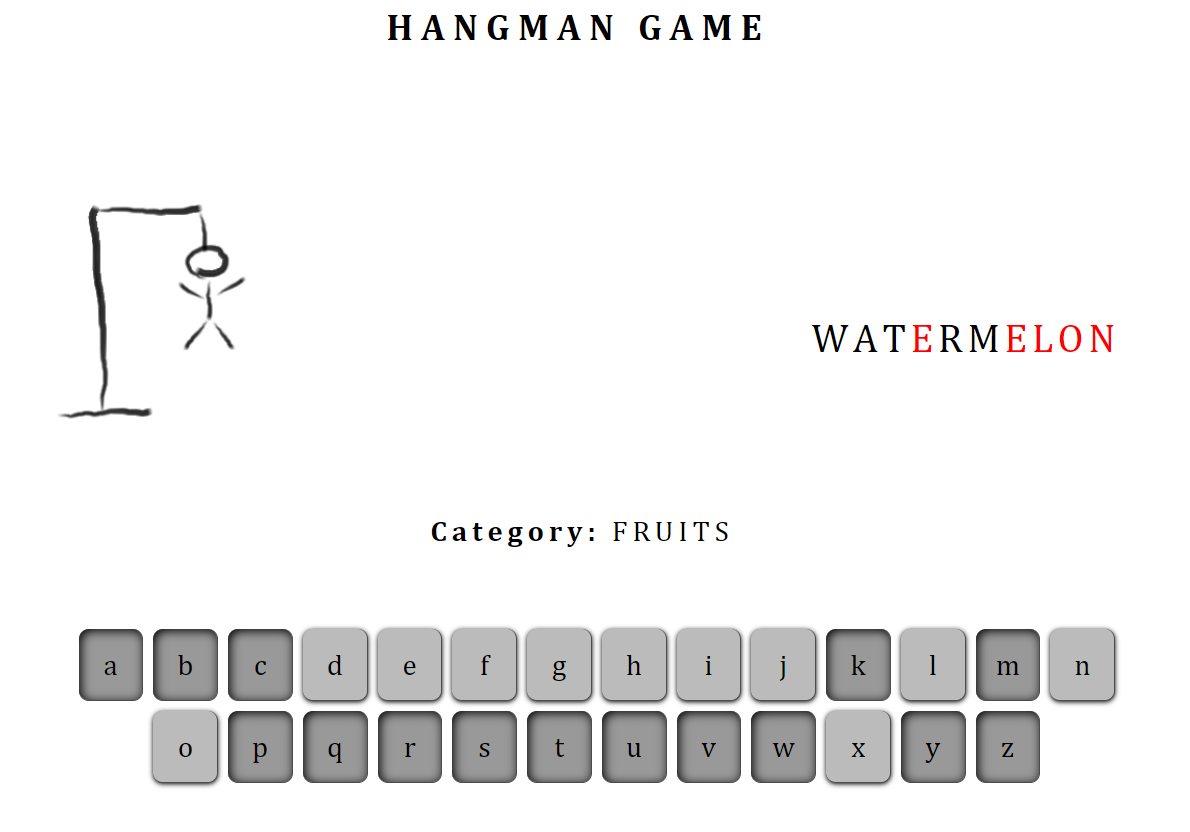 HANGMAN GAME
WATERMELON
Category: FRUITS
a b c d e f g h i j k l m n
o p q r s t u v w x y z